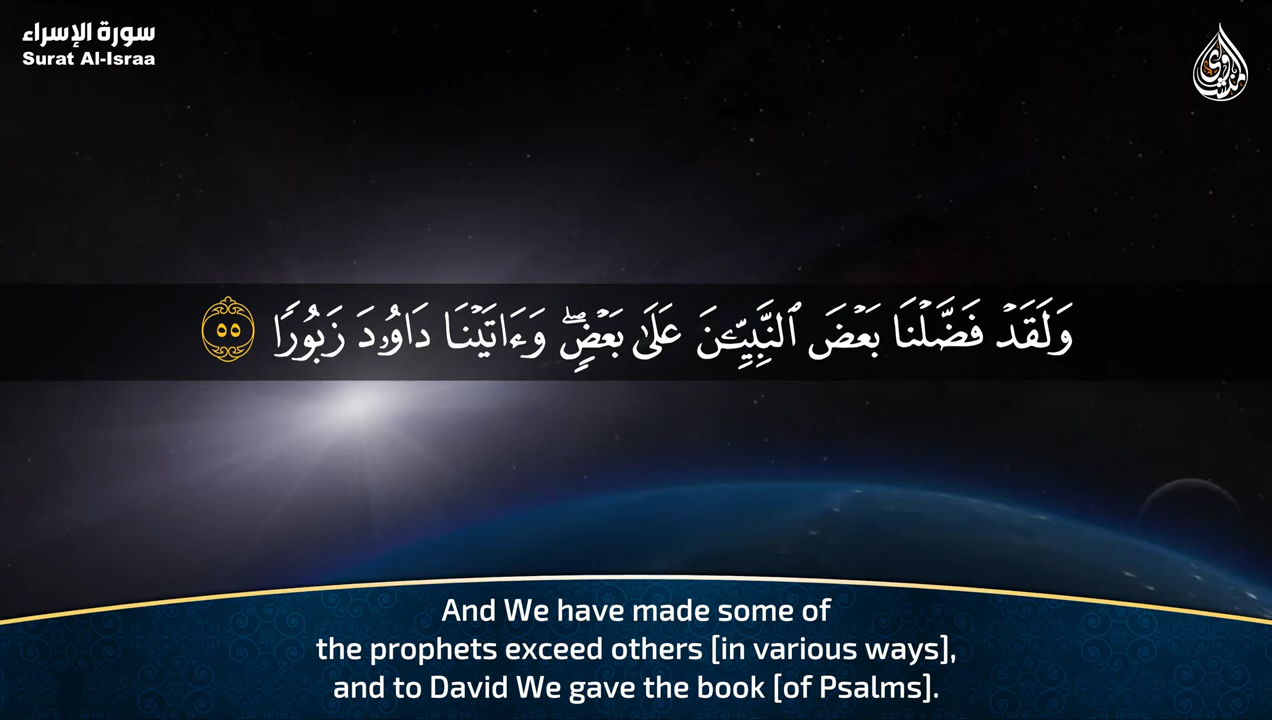 سورة الإسراء
Surat Al-Israa
منشاوي
وَلَقَدۡ فَضَّلۡنَا بَعۡضَ ٱلنَّبِيِّـۧنَ عَلَىٰ بَعۡضٖۖ وَءَاتَيۡنَا دَاوُۥدَ زَبُورٗا ٥٥
And We have made some of
the prophets exceed others [in various ways],
and to David We gave the book [of Psalms].